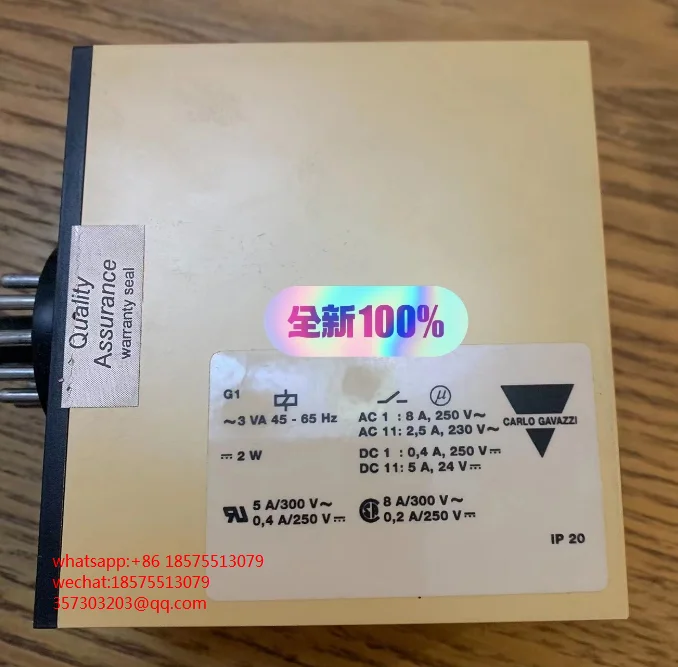 Quality
Assurance
warranty seal
全新100%
G1
~3 VA 45 - 65 Hz
⎓ 2 W
µ
AC 1 : 8 A, 250 V~
AC 11: 2,5 A, 230 V~
DC 1 : 0,4 A, 250 V⎓
DC 11: 5 A, 24 V⎓
CARLO GAVAZZI
5 A/300 V~
0,4 A/250 V⎓
8 A/300 V~
0,2 A/250 V⎓
IP 20
whatsapp:+86 18575513079
wechat:18575513079
357303203@qq.com